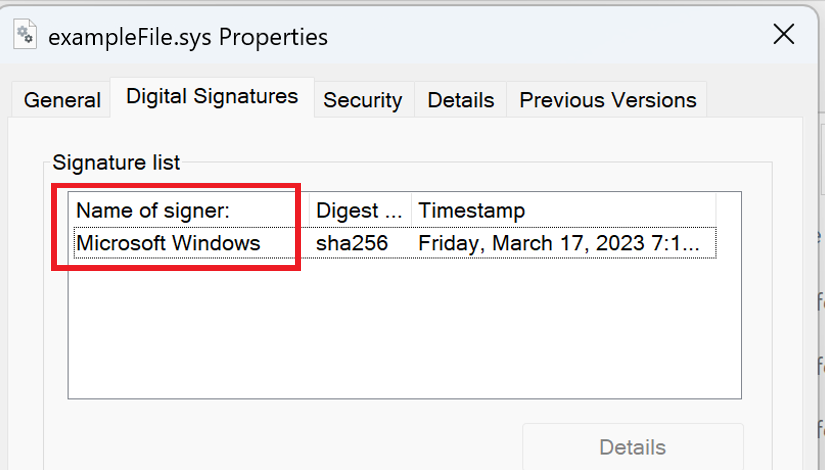 exampleFile.sys Properties
General Digital Signatures Security Details Previous Versions
Signature list
Name of signer: Digest ... Timestamp
Microsoft Windows sha256 Friday, March 17, 2023 7:1...
Details